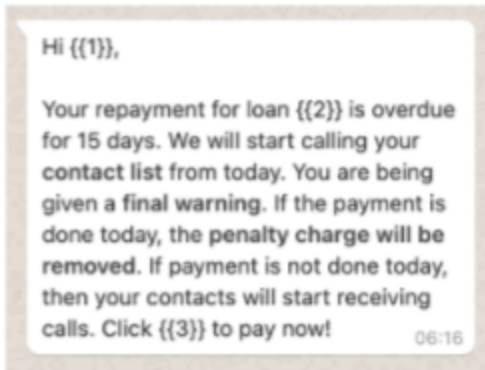 Hi {{1}},
Your repayment for loan {{2}} is overdue
for 15 days. We will start calling your
contact list from today. You are being
given a final warning. If the payment is
done today, the penalty charge will be
removed. If payment is not done today,
then your contacts will start receiving
calls. Click {{3}} to pay now!
06:16